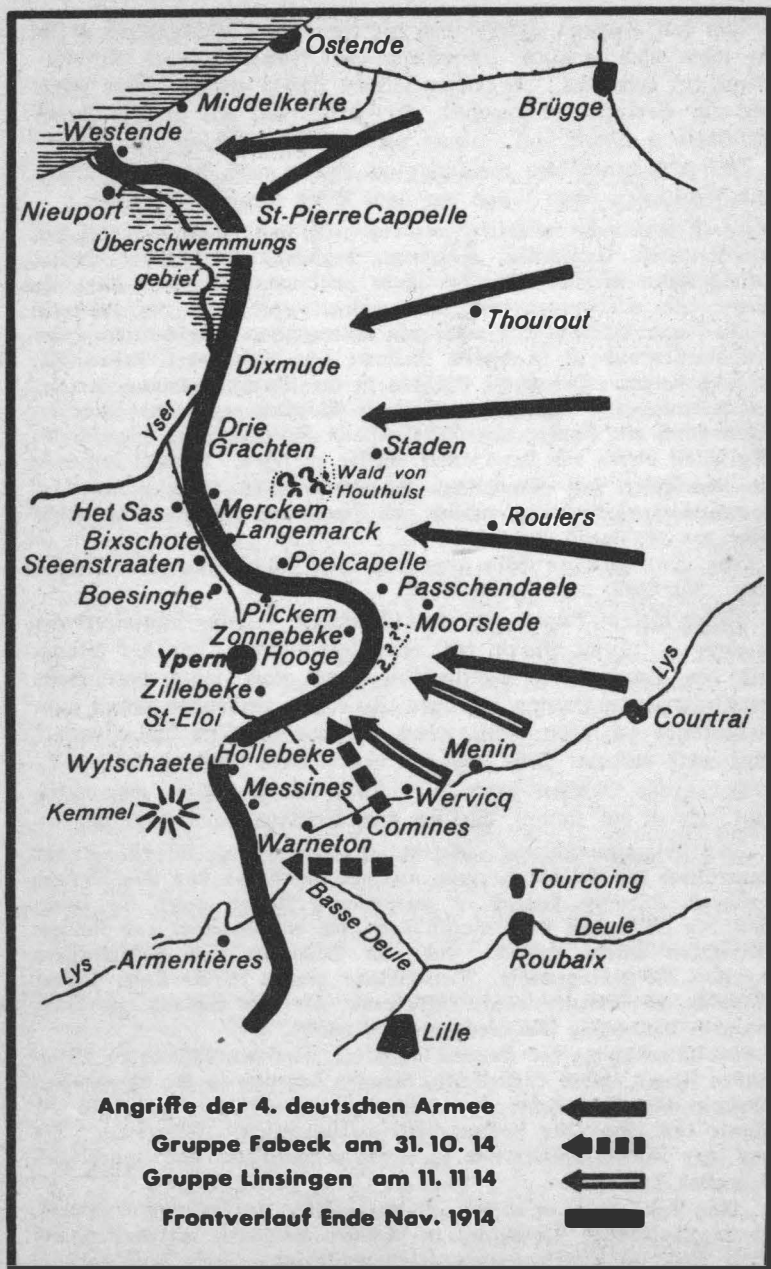 Ostende
Brügge
Middelkerke
Westende
Nieuport
St-Pierre Cappelle
Überschwemmungs
gebiet
Thourout
Dixmude
Yser
Drie
Grachten
Staden
Wald von
Houthulst
Het Sas
Merckem
Roulers
Bixschote
Langemarck
Steenstraaten
Poelcapelle
Boesinghe
Passchendaele
Pilckem
Moorslede
Zonnebeke
Ypern
Hooge
Lys
Zillebeke
St-Eloi
Courtrai
Hollebeke
Menin
Wytschaete
Messines
Wervicq
Kemmel
Comines
Warneton
Tourcoing
Basse Deule
Deule
Roubaix
Lys
Armentières
Lille
Angriffe der 4. deutschen Armee
Gruppe Fabeck am 31. 10. 14
Gruppe Linsingen am 11. 11 14
Frontverlauf Ende Nav. 1914